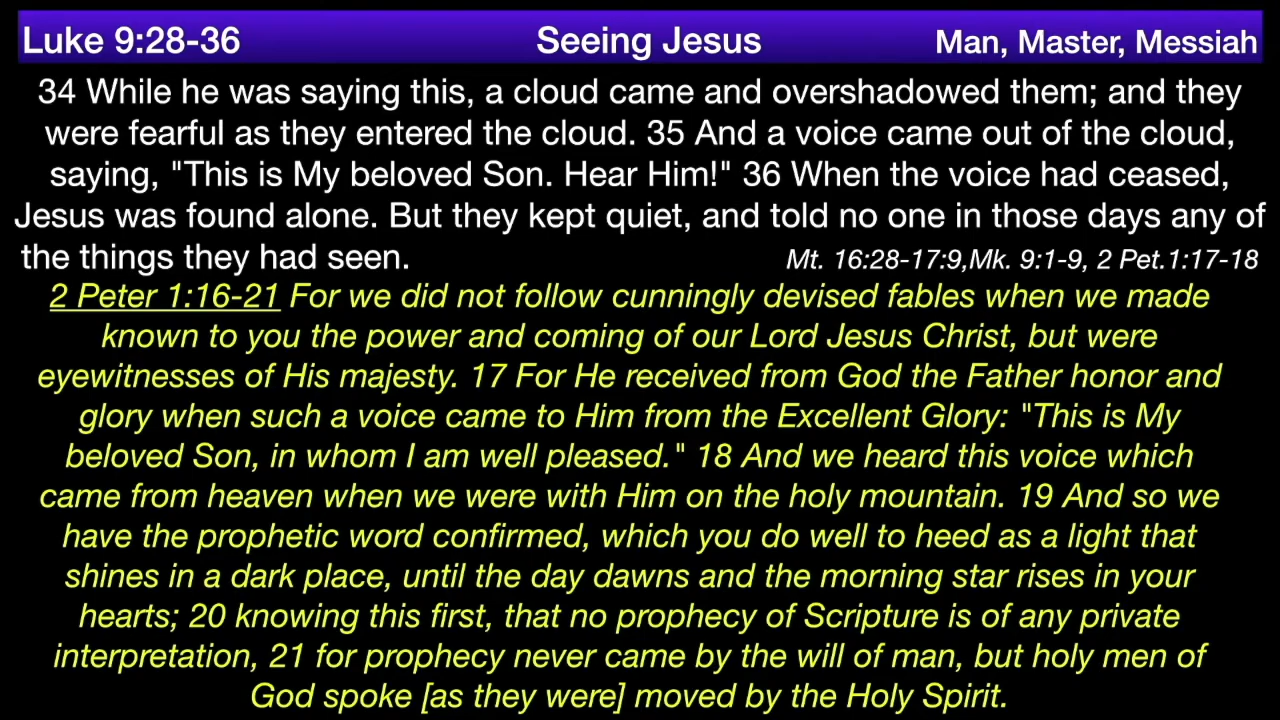 Luke 9:28-36 Seeing Jesus Man, Master, Messiah
34 While he was saying this, a cloud came and overshadowed them; and they
were fearful as they entered the cloud. 35 And a voice came out of the cloud,
saying, "This is My beloved Son. Hear Him!" 36 When the voice had ceased,
Jesus was found alone. But they kept quiet, and told no one in those days any of
the things they had seen. Mt. 16:28-17:9,Mk. 9:1-9, 2 Pet.1:17-18
2 Peter 1:16-21 For we did not follow cunningly devised fables when we made
known to you the power and coming of our Lord Jesus Christ, but were
eyewitnesses of His majesty. 17 For He received from God the Father honor and
glory when such a voice came to Him from the Excellent Glory: "This is My
beloved Son, in whom I am well pleased." 18 And we heard this voice which
came from heaven when we were with Him on the holy mountain. 19 And so we
have the prophetic word confirmed, which you do well to heed as a light that
shines in a dark place, until the day dawns and the morning star rises in your
hearts; 20 knowing this first, that no prophecy of Scripture is of any private
interpretation, 21 for prophecy never came by the will of man, but holy men of
God spoke [as they were] moved by the Holy Spirit.